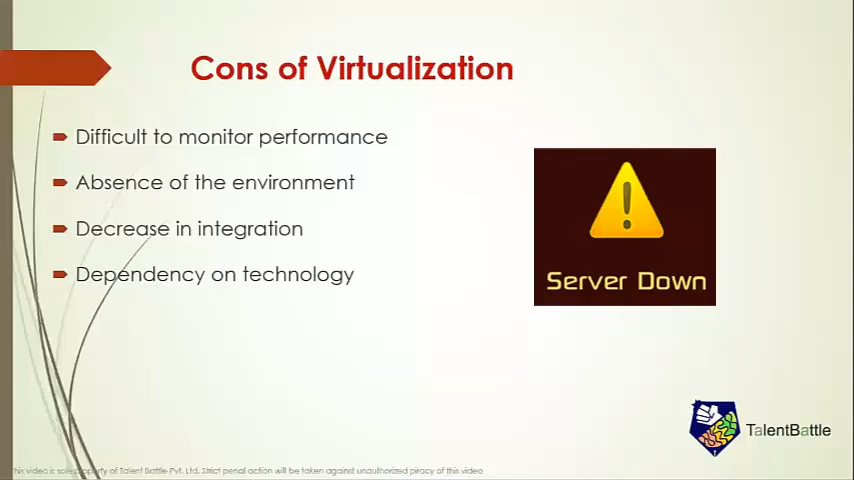 Cons of Virtualization
Difficult to monitor performance
Absence of the environment
Decrease in integration
Dependency on technology
Server Down
TalentBattle
This video is sole property of Talent Battle Pvt. Ltd. Strict penal action will be taken against unauthorized piracy of this video